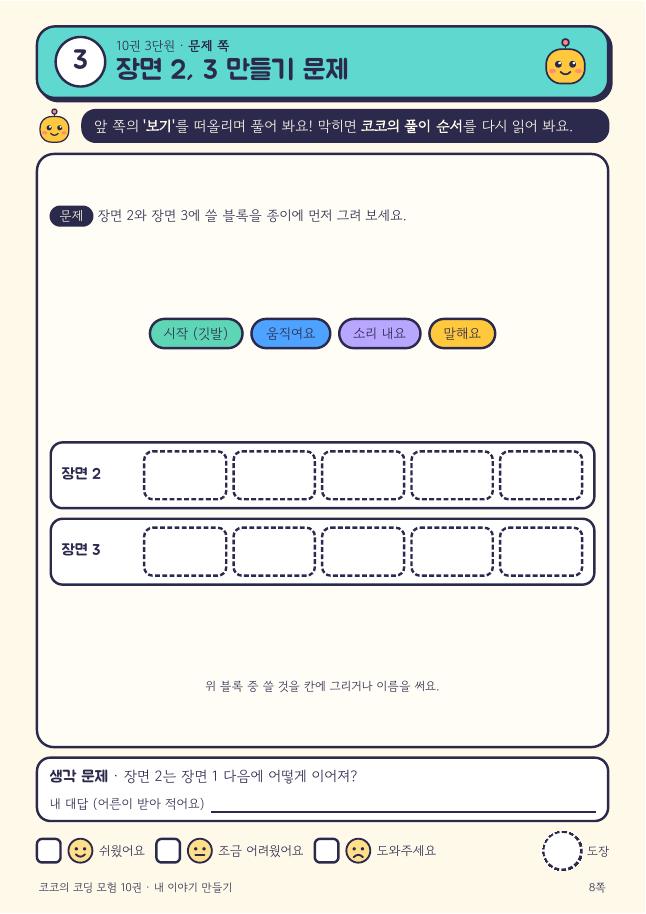 3
10권 3단원 · 문제 쪽
장면 2, 3 만들기 문제
앞 쪽의 '보기'를 떠올리며 풀어 봐요! 막히면 코코의 풀이 순서를 다시 읽어 봐요.
문제 장면 2와 장면 3에 쓸 블록을 종이에 먼저 그려 보세요.
시작 (깃발) 움직여요 소리 내요 말해요
장면 2
장면 3
위 블록 중 쓸 것을 칸에 그리거나 이름을 써요.
생각 문제 · 장면 2는 장면 1 다음에 어떻게 이어져?
내 대답 (어른이 받아 적어요)
쉬웠어요 조금 어려웠어요 도와주세요 도장
코코의 코딩 모험 10권 · 내 이야기 만들기 8쪽